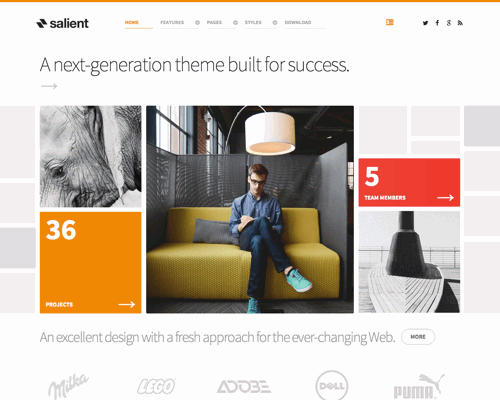 salient
HOME FEATURES PAGES STYLES DOWNLOAD
A next-generation theme built for success.
36
PROJECTS
5
TEAM MEMBERS
An excellent design with a fresh approach for the ever-changing Web.
MORE
Milka
LEGO
ADOBE
DELL
PUMA